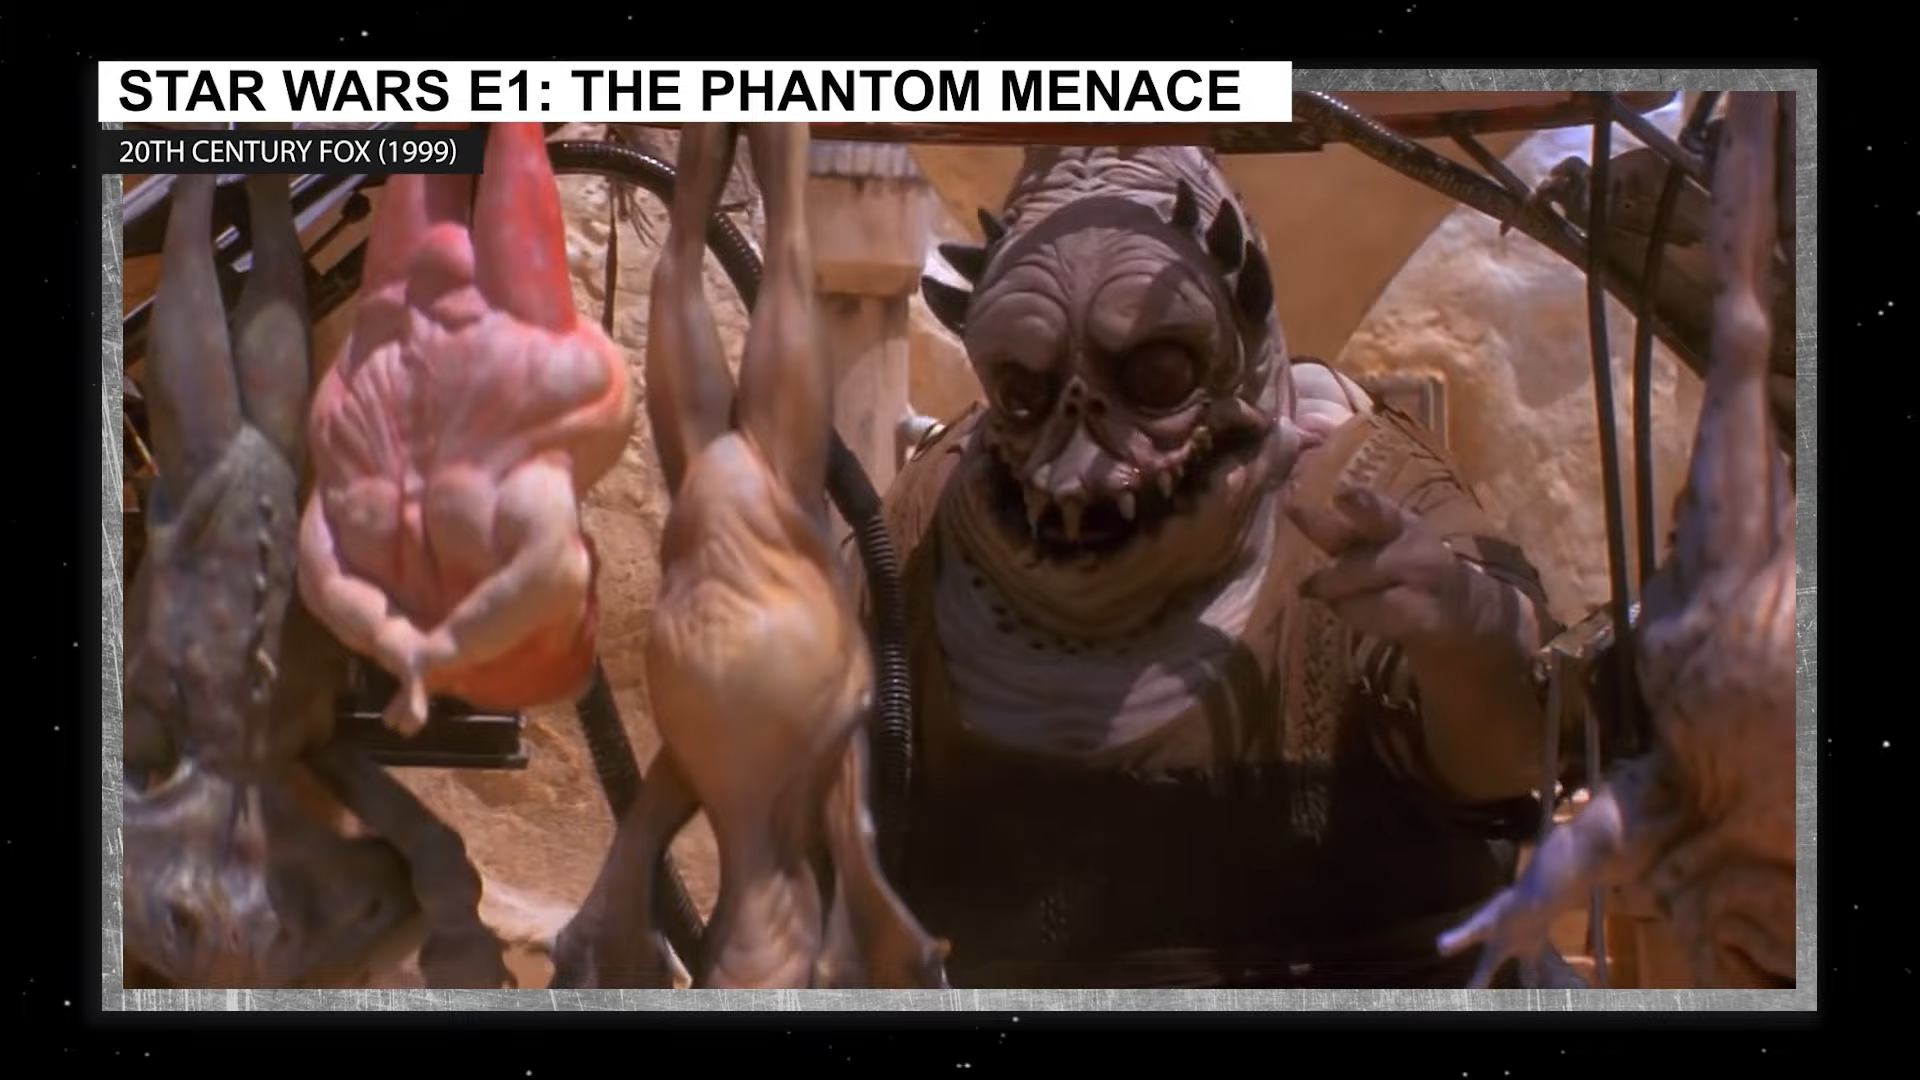 STAR WARS E1: THE PHANTOM MENACE
20TH CENTURY FOX (1999)